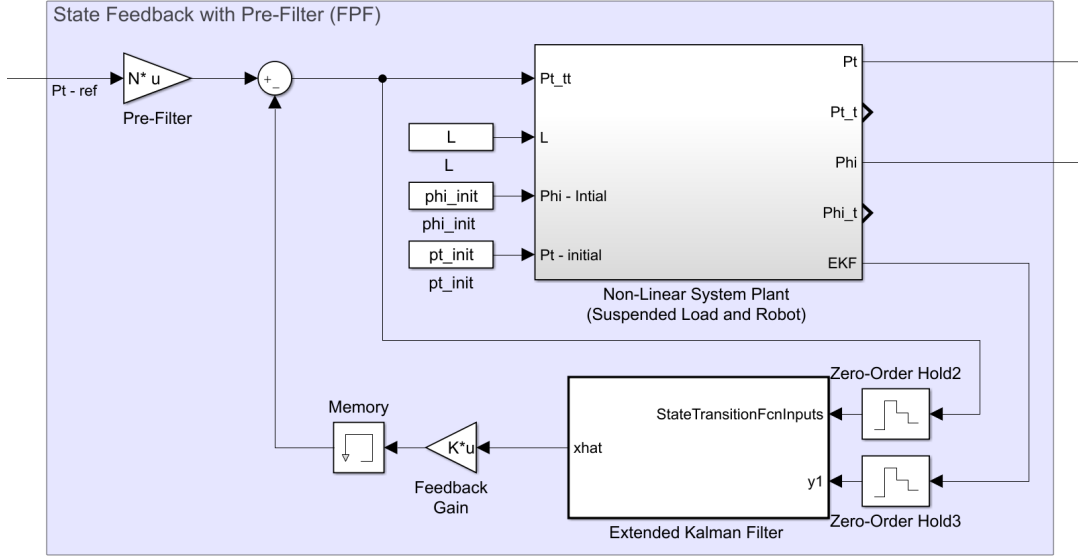 State Feedback with Pre-Filter (FPF)
Pt - ref
N* u
Pre-Filter
+
_
Pt_tt
L
L
L
phi_init
phi_init
Phi - Intial
pt_init
pt_init
Pt - initial
Pt
Pt_t
Phi
Phi_t
EKF
Non-Linear System Plant
(Suspended Load and Robot)
Zero-Order Hold2
StateTransitionFcnInputs
xhat
y1
Zero-Order Hold3
Extended Kalman Filter
Memory
K*u
Feedback
Gain